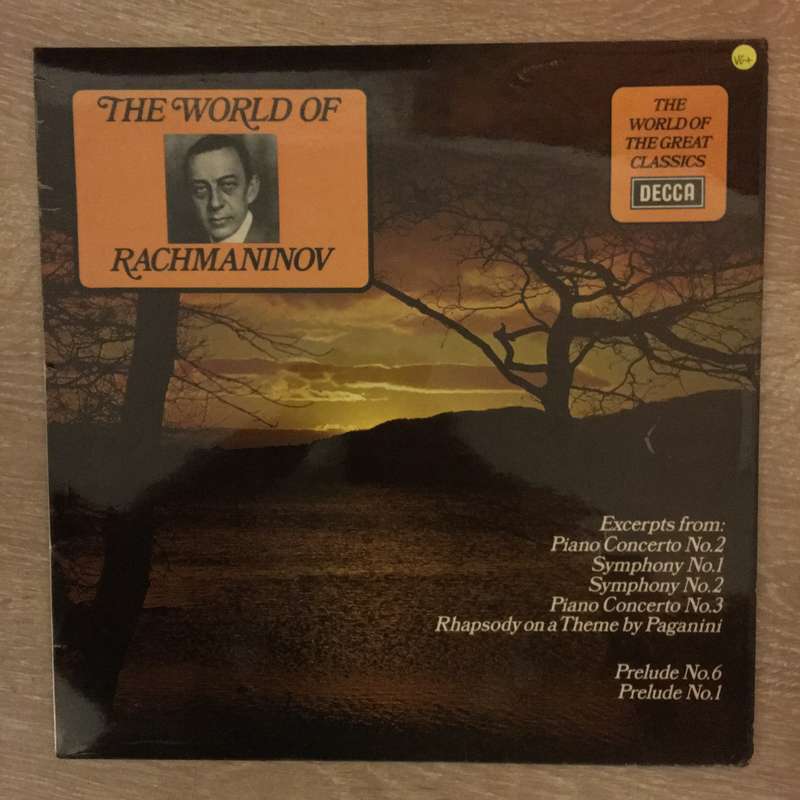 THE WORLD OF
RACHMANINOV
THE
WORLD OF
THE GREAT
CLASSICS
DECCA
VG+
Excerpts from:
Piano Concerto No.2
Symphony No.1
Symphony No.2
Piano Concerto No.3
Rhapsody on a Theme by Paganini
Prelude No.6
Prelude No.1